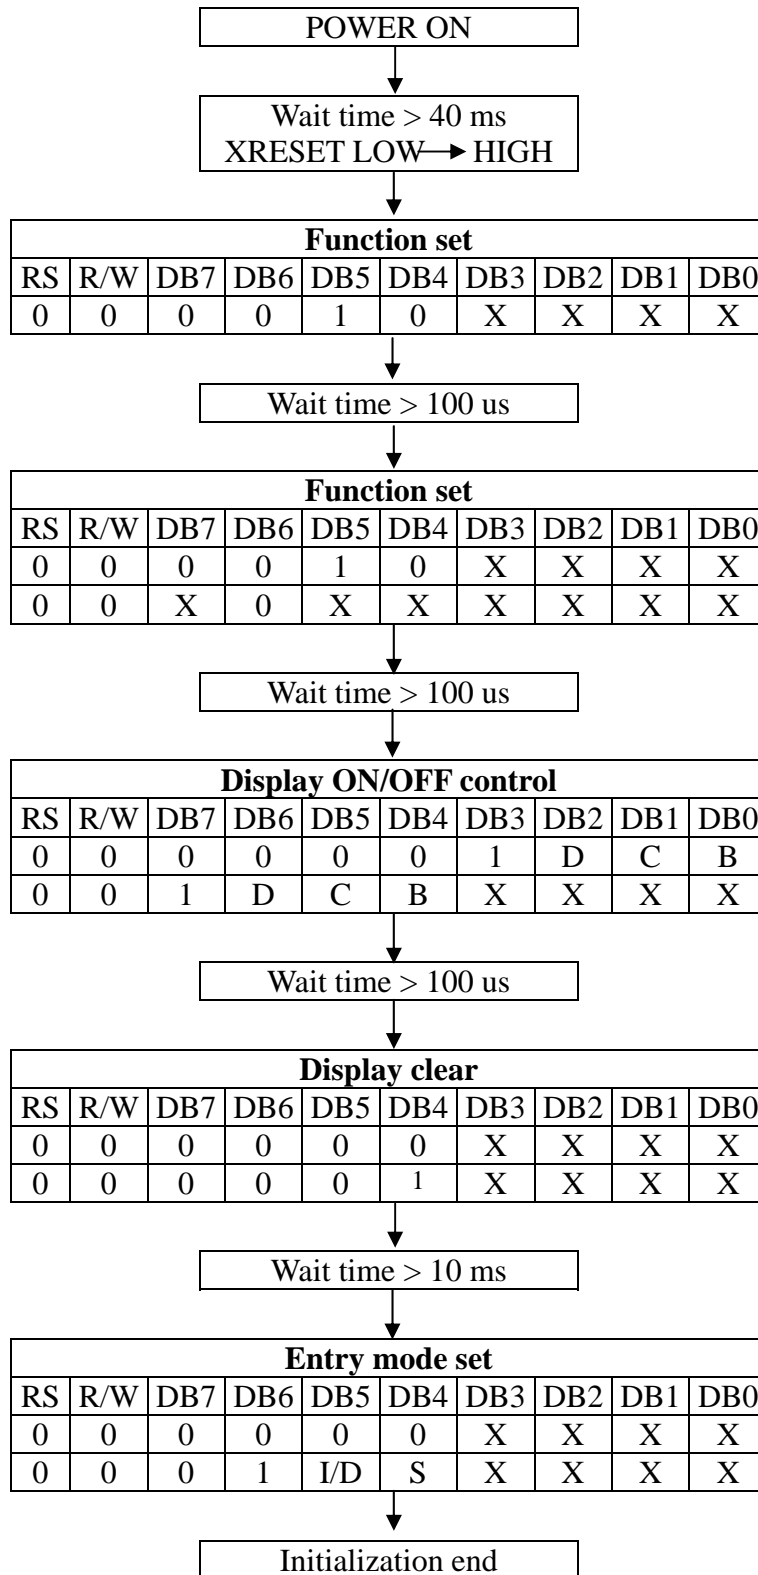 POWER ON
Wait time > 40 ms
XRESET LOW → HIGH
Function set
RS R/W DB7 DB6 DB5 DB4 DB3 DB2 DB1 DB0
0 0 0 0 1 0 X X X X
Wait time > 100 us
Function set
RS R/W DB7 DB6 DB5 DB4 DB3 DB2 DB1 DB0
0 0 0 0 1 0 X X X X
0 0 X 0 X X X X X X
Wait time > 100 us
Display ON/OFF control
RS R/W DB7 DB6 DB5 DB4 DB3 DB2 DB1 DB0
0 0 0 0 0 0 1 D C B
0 0 1 D C B X X X X
Wait time > 100 us
Display clear
RS R/W DB7 DB6 DB5 DB4 DB3 DB2 DB1 DB0
0 0 0 0 0 0 X X X X
0 0 0 0 0 1 X X X X
Wait time > 10 ms
Entry mode set
RS R/W DB7 DB6 DB5 DB4 DB3 DB2 DB1 DB0
0 0 0 0 0 0 X X X X
0 0 0 1 I/D S X X X X
Initialization end